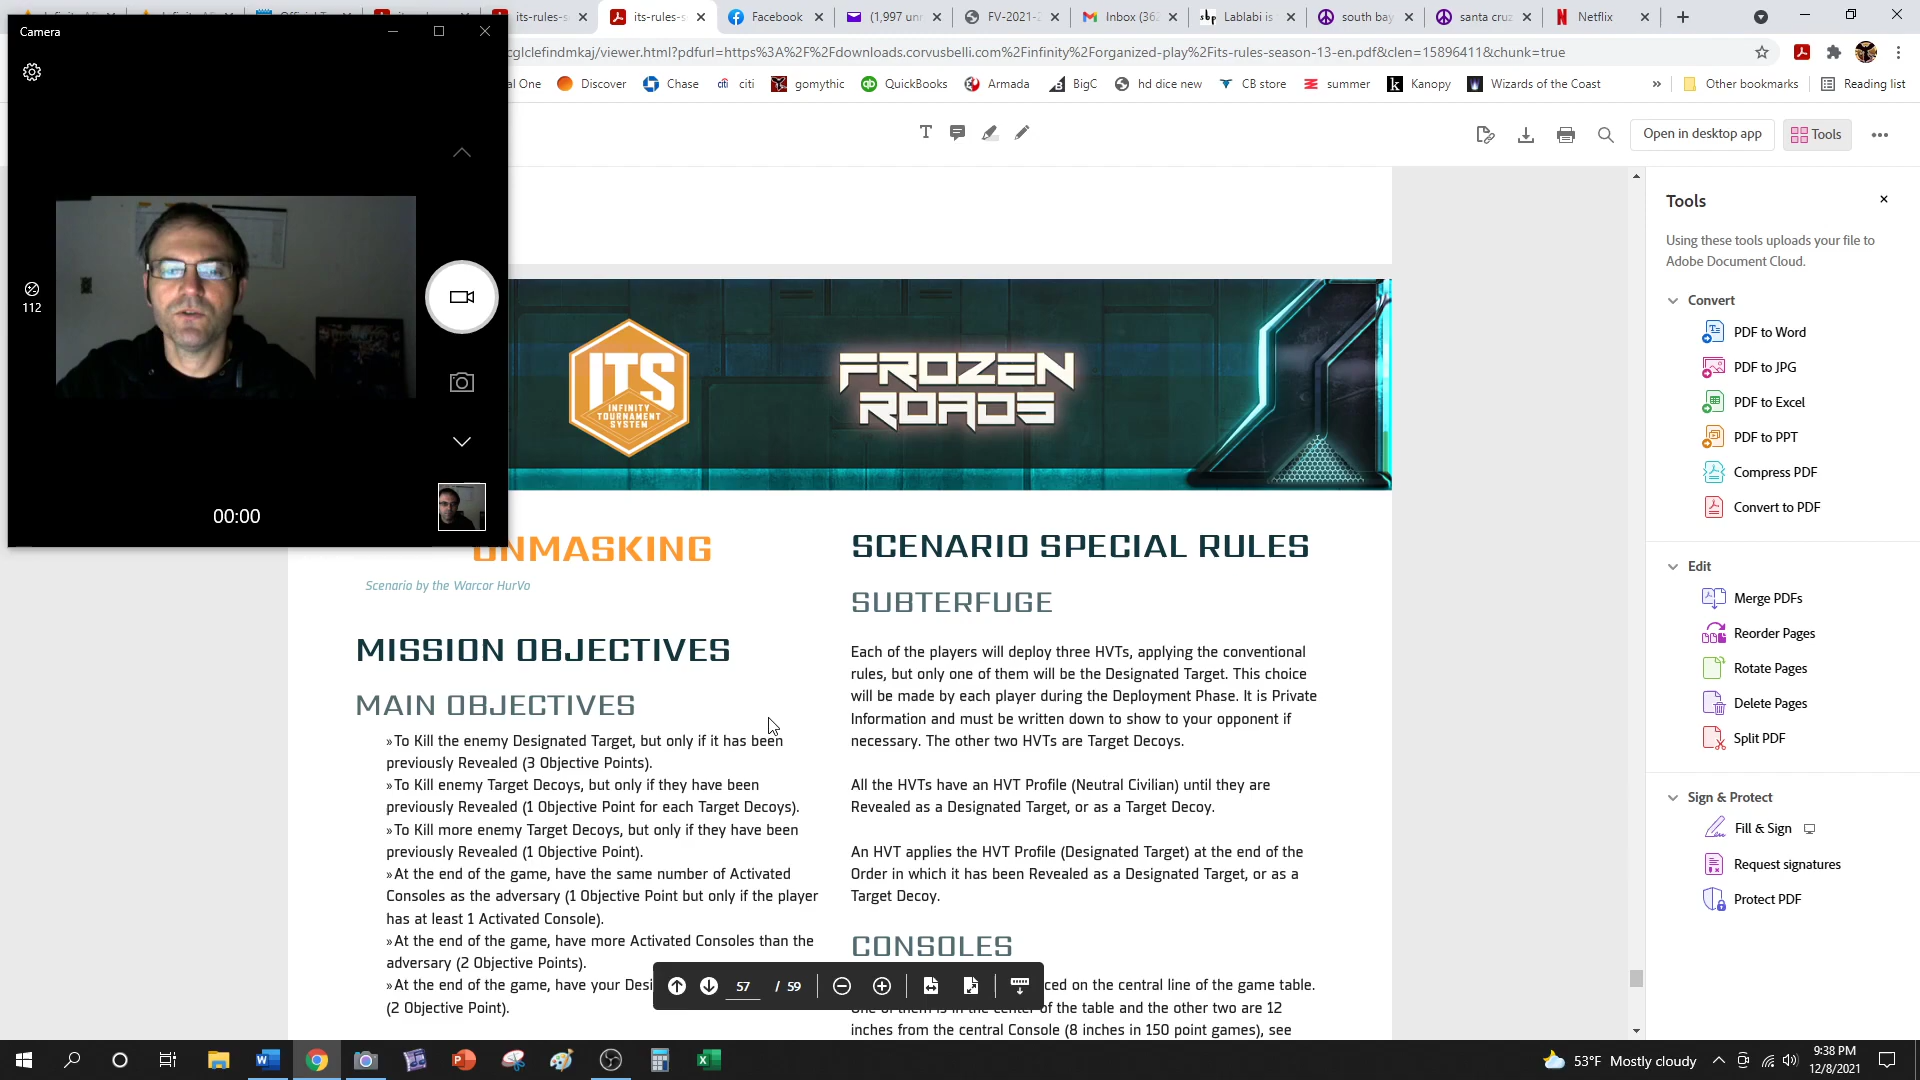 Camera
its-rules-s
its-rules-s
Facebook
(1,997 unr
FV-2021-2
Inbox (362
sbp
Lablabi is
south bay
santa cruz
Netflix
cglclefindmkaj/viewer.html?pdfurl=https%3A%2F%2Fdownloads.corvusbelli.com%2Finfinity%2Forganized-play%2Fits-rules-season-13-en.pdf&clen=15896411&chunk=true
al One
Discover
Chase
citi
citi
gomythic
QuickBooks
Armada
BigC
hd dice new
CB store
summer
Kanopy
Wizards of the Coast
»
Other bookmarks
Reading list
Open in desktop app
Tools
112
00:00
ITS
INFINITY
TOURNAMENT
SYSTEM
FROZEN
ROADS
UNMASKING
Scenario by the Warcor HurVo
MISSION OBJECTIVES
MAIN OBJECTIVES
»To Kill the enemy Designated Target, but only if it has been
previously Revealed (3 Objective Points).
»To Kill enemy Target Decoys, but only if they have been
previously Revealed (1 Objective Point for each Target Decoys).
»To Kill more enemy Target Decoys, but only if they have been
previously Revealed (1 Objective Point).
»At the end of the game, have the same number of Activated
Consoles as the adversary (1 Objective Point but only if the player
has at least 1 Activated Console).
»At the end of the game, have more Activated Consoles than the
adversary (2 Objective Points).
»At the end of the game, have your Desi
(2 Objective Point).
SCENARIO SPECIAL RULES
SUBTERFUGE
Each of the players will deploy three HVTs, applying the conventional
rules, but only one of them will be the Designated Target. This choice
will be made by each player during the Deployment Phase. It is Private
Information and must be written down to show to your opponent if
necessary. The other two HVTs are Target Decoys.
All the HVTs have an HVT Profile (Neutral Civilian) until they are
Revealed as a Designated Target, or as a Target Decoy.
An HVT applies the HVT Profile (Designated Target) at the end of the
Order in which it has been Revealed as a Designated Target, or as a
Target Decoy.
CONSOLES
ced on the central line of the game table.
One of them is in the center of the table and the other two are 12
inches from the central Console (8 inches in 150 point games), see
57 / 59
Tools
Using these tools uploads your file to
Adobe Document Cloud.
Convert
PDF to Word
PDF to JPG
PDF to Excel
PDF to PPT
Compress PDF
Convert to PDF
Edit
Merge PDFs
Reorder Pages
Rotate Pages
Delete Pages
Split PDF
Sign & Protect
Fill & Sign
Request signatures
Protect PDF
53°F Mostly cloudy
9:38 PM
12/8/2021